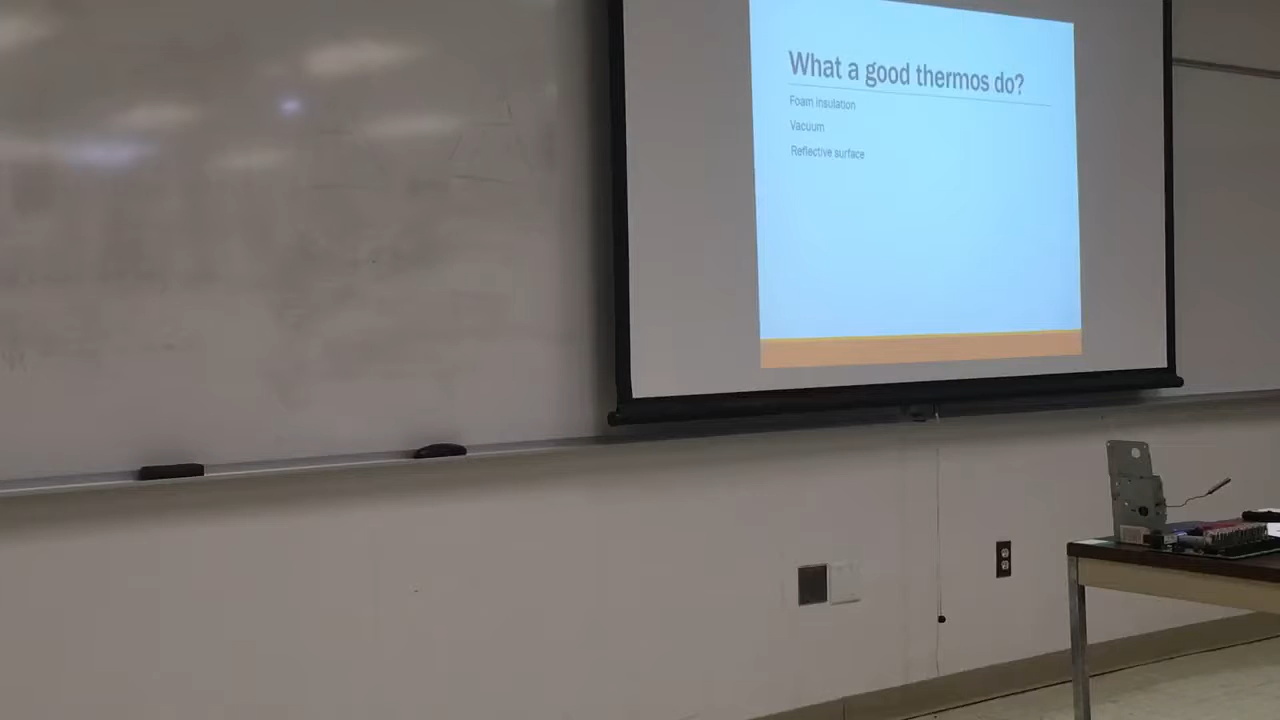 What a good thermos do?
Foam insulation
Vacuum
Reflective surface